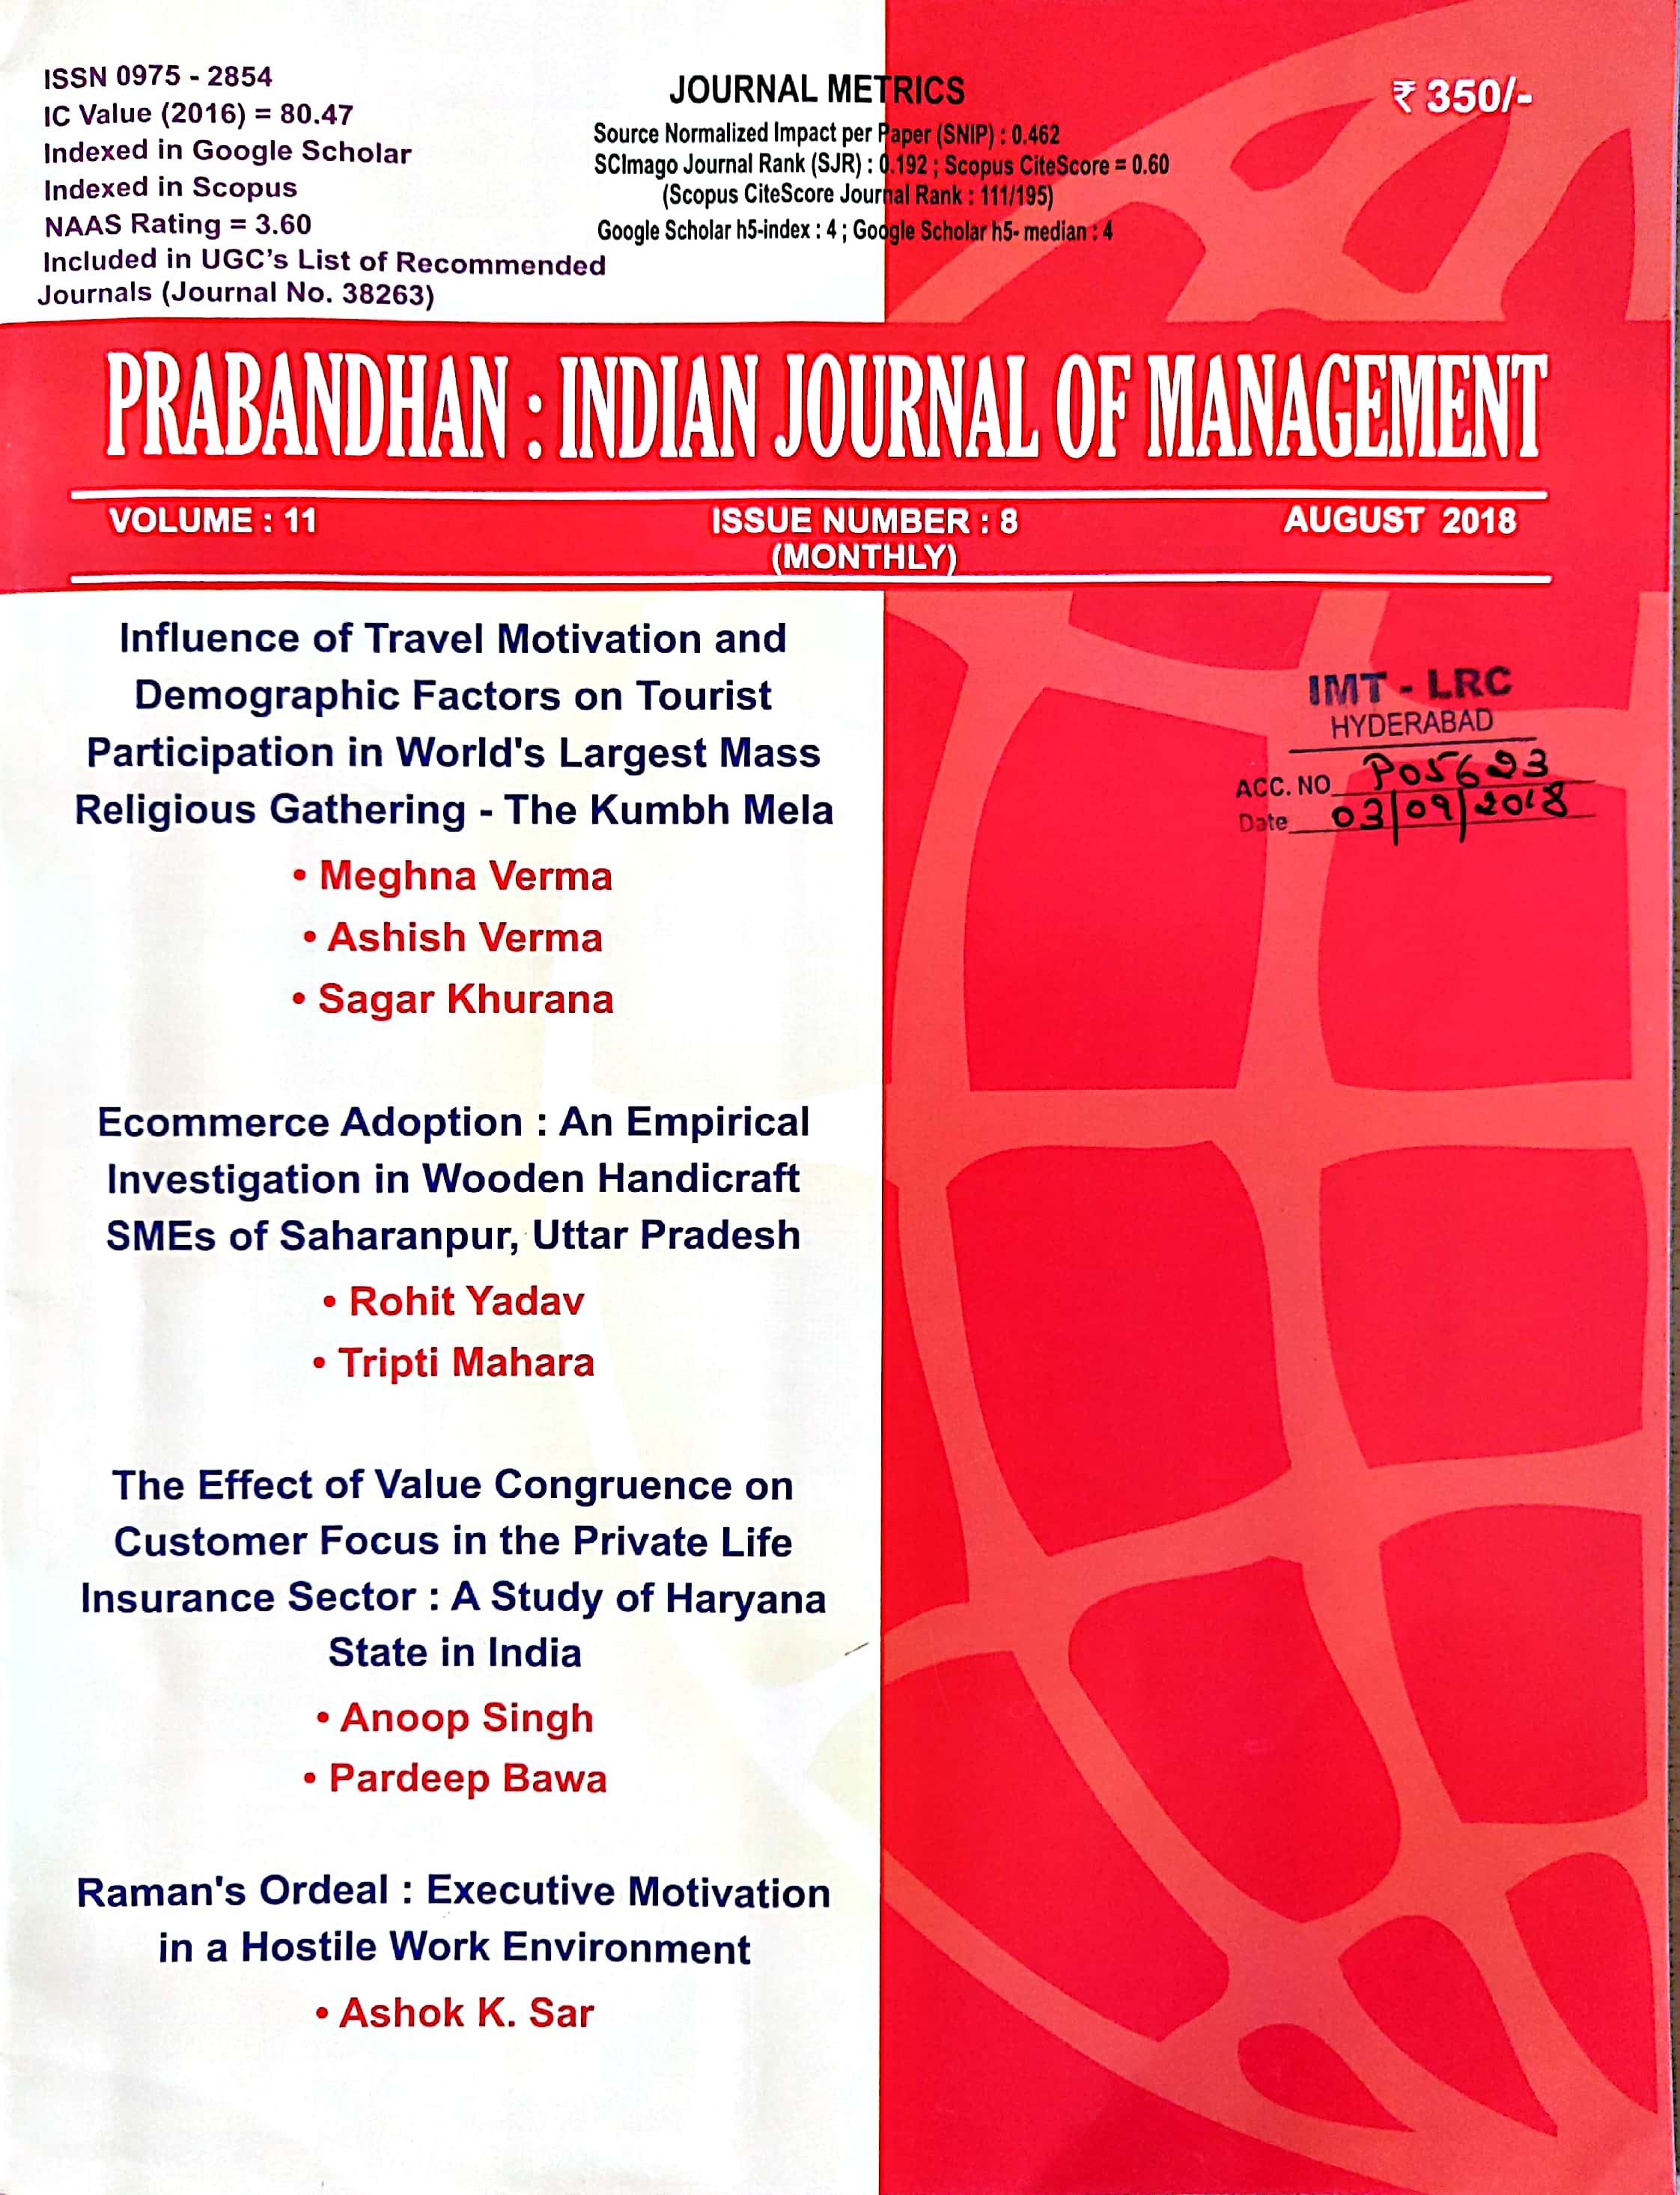 ISSN 0975 - 2854
IC Value (2016) = 80.47
Indexed in Google Scholar
Indexed in Scopus
NAAS Rating = 3.60
Included in UGC's List of Recommended
Journals (Journal No. 38263)
JOURNAL METRICS
Source Normalized Impact per Paper (SNIP) : 0.462
SCImago Journal Rank (SJR) : 0.192 ; Scopus CiteScore = 0.60
(Scopus CiteScore Journal Rank : 111/195)
Google Scholar h5-index : 4 ; Google Scholar h5- median : 4
₹ 350/-
PRABANDHAN : INDIAN JOURNAL OF MANAGEMENT
VOLUME : 11
ISSUE NUMBER : 8
(MONTHLY)
AUGUST 2018
Influence of Travel Motivation and
Demographic Factors on Tourist
Participation in World's Largest Mass
Religious Gathering - The Kumbh Mela
• Meghna Verma
• Ashish Verma
• Sagar Khurana
Ecommerce Adoption : An Empirical
Investigation in Wooden Handicraft
SMEs of Saharanpur, Uttar Pradesh
• Rohit Yadav
• Tripti Mahara
The Effect of Value Congruence on
Customer Focus in the Private Life
Insurance Sector : A Study of Haryana
State in India
• Anoop Singh
• Pardeep Bawa
Raman's Ordeal : Executive Motivation
in a Hostile Work Environment
• Ashok K. Sar
IMT - LRC
HYDERABAD
ACC. NO
Date 03/09/2018